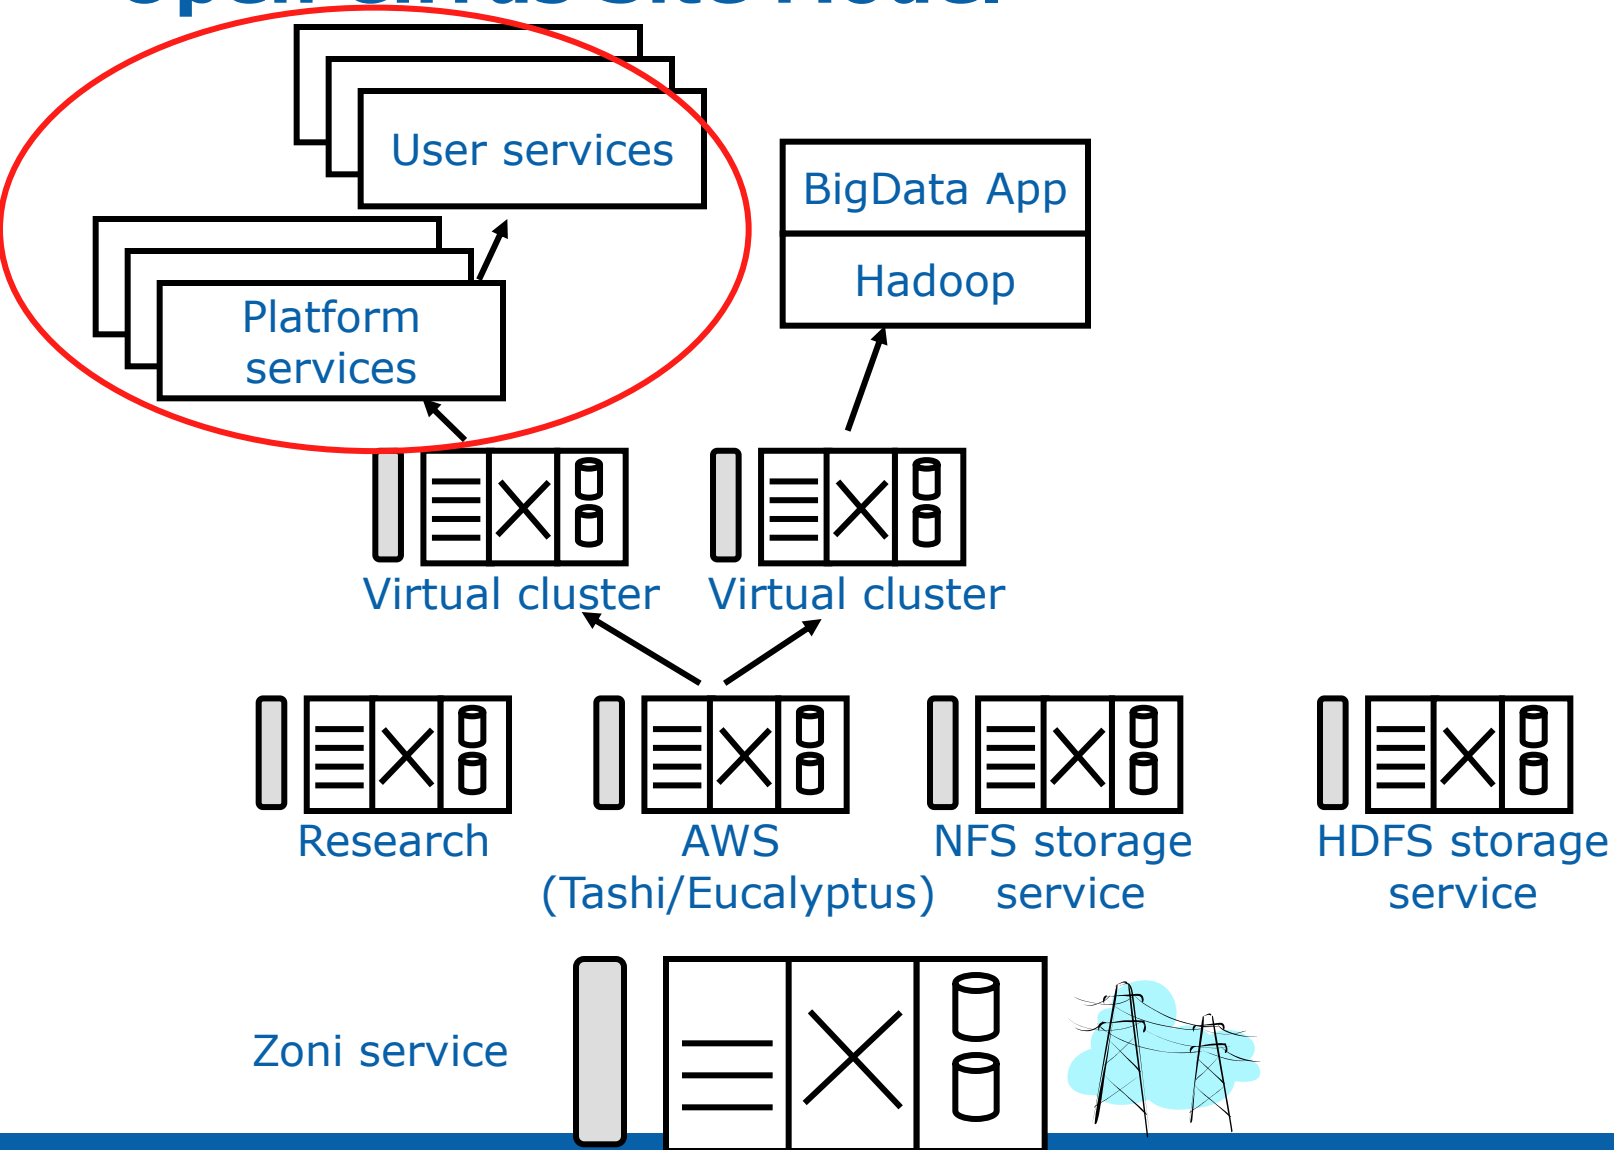 User services
BigData App
Hadoop
Platform
services
Virtual cluster
Virtual cluster
Research
AWS
(Tashi/Eucalyptus)
NFS storage
service
HDFS storage
service
Zoni service